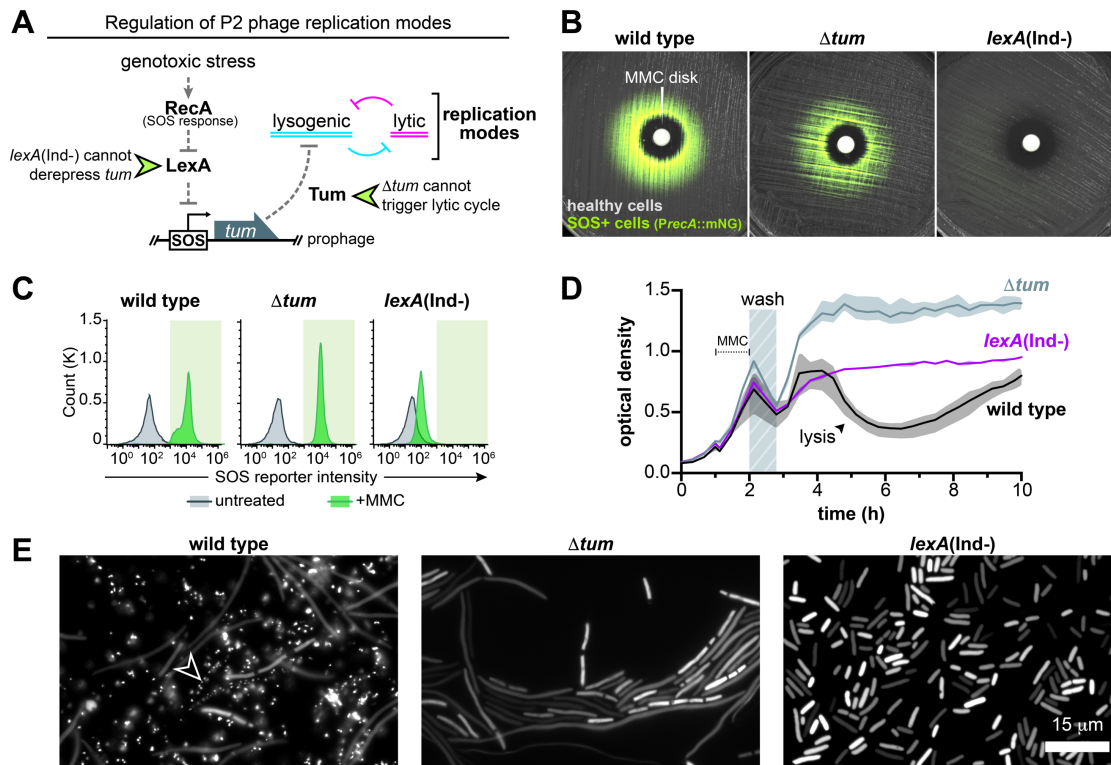 A
Regulation of P2 phage replication modes
genotoxic stress
RecA
(SOS response)
lexA(Ind-) cannot
derepress tum
LexA
lysogenic
lytic
replication
modes
Tum
Δtum cannot
trigger lytic cycle
SOS
tum
prophage
B
wild type
Δtum
lexA(Ind-)
MMC disk
healthy cells
SOS+ cells (PrecA::mNG)
C
wild type
Δtum
lexA(Ind-)
Count (K)
1.5
1.0
0.5
0
10⁰ 10² 10⁴ 10⁶
10⁰ 10² 10⁴ 10⁶
10⁰ 10² 10⁴ 10⁶
SOS reporter intensity
untreated
+MMC
D
optical density
1.5
1.0
0.5
0.0
MMC
wash
Δtum
lexA(Ind-)
wild type
lysis
0 2 4 6 8 10
time (h)
E
wild type
Δtum
lexA(Ind-)
15 μm